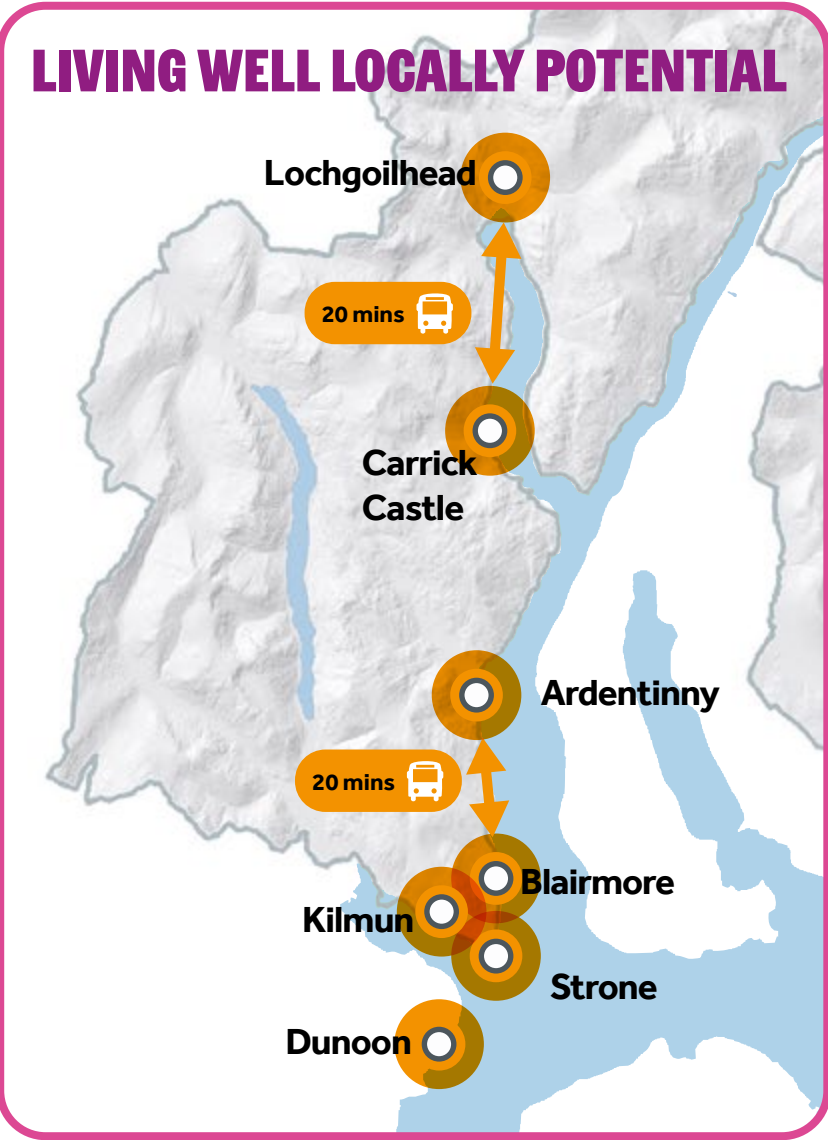 LIVING WELL LOCALLY POTENTIAL
Lochgoilhead
20 mins
Carrick
Castle
Ardentinny
20 mins
Blairmore
Kilmun
Strone
Dunoon